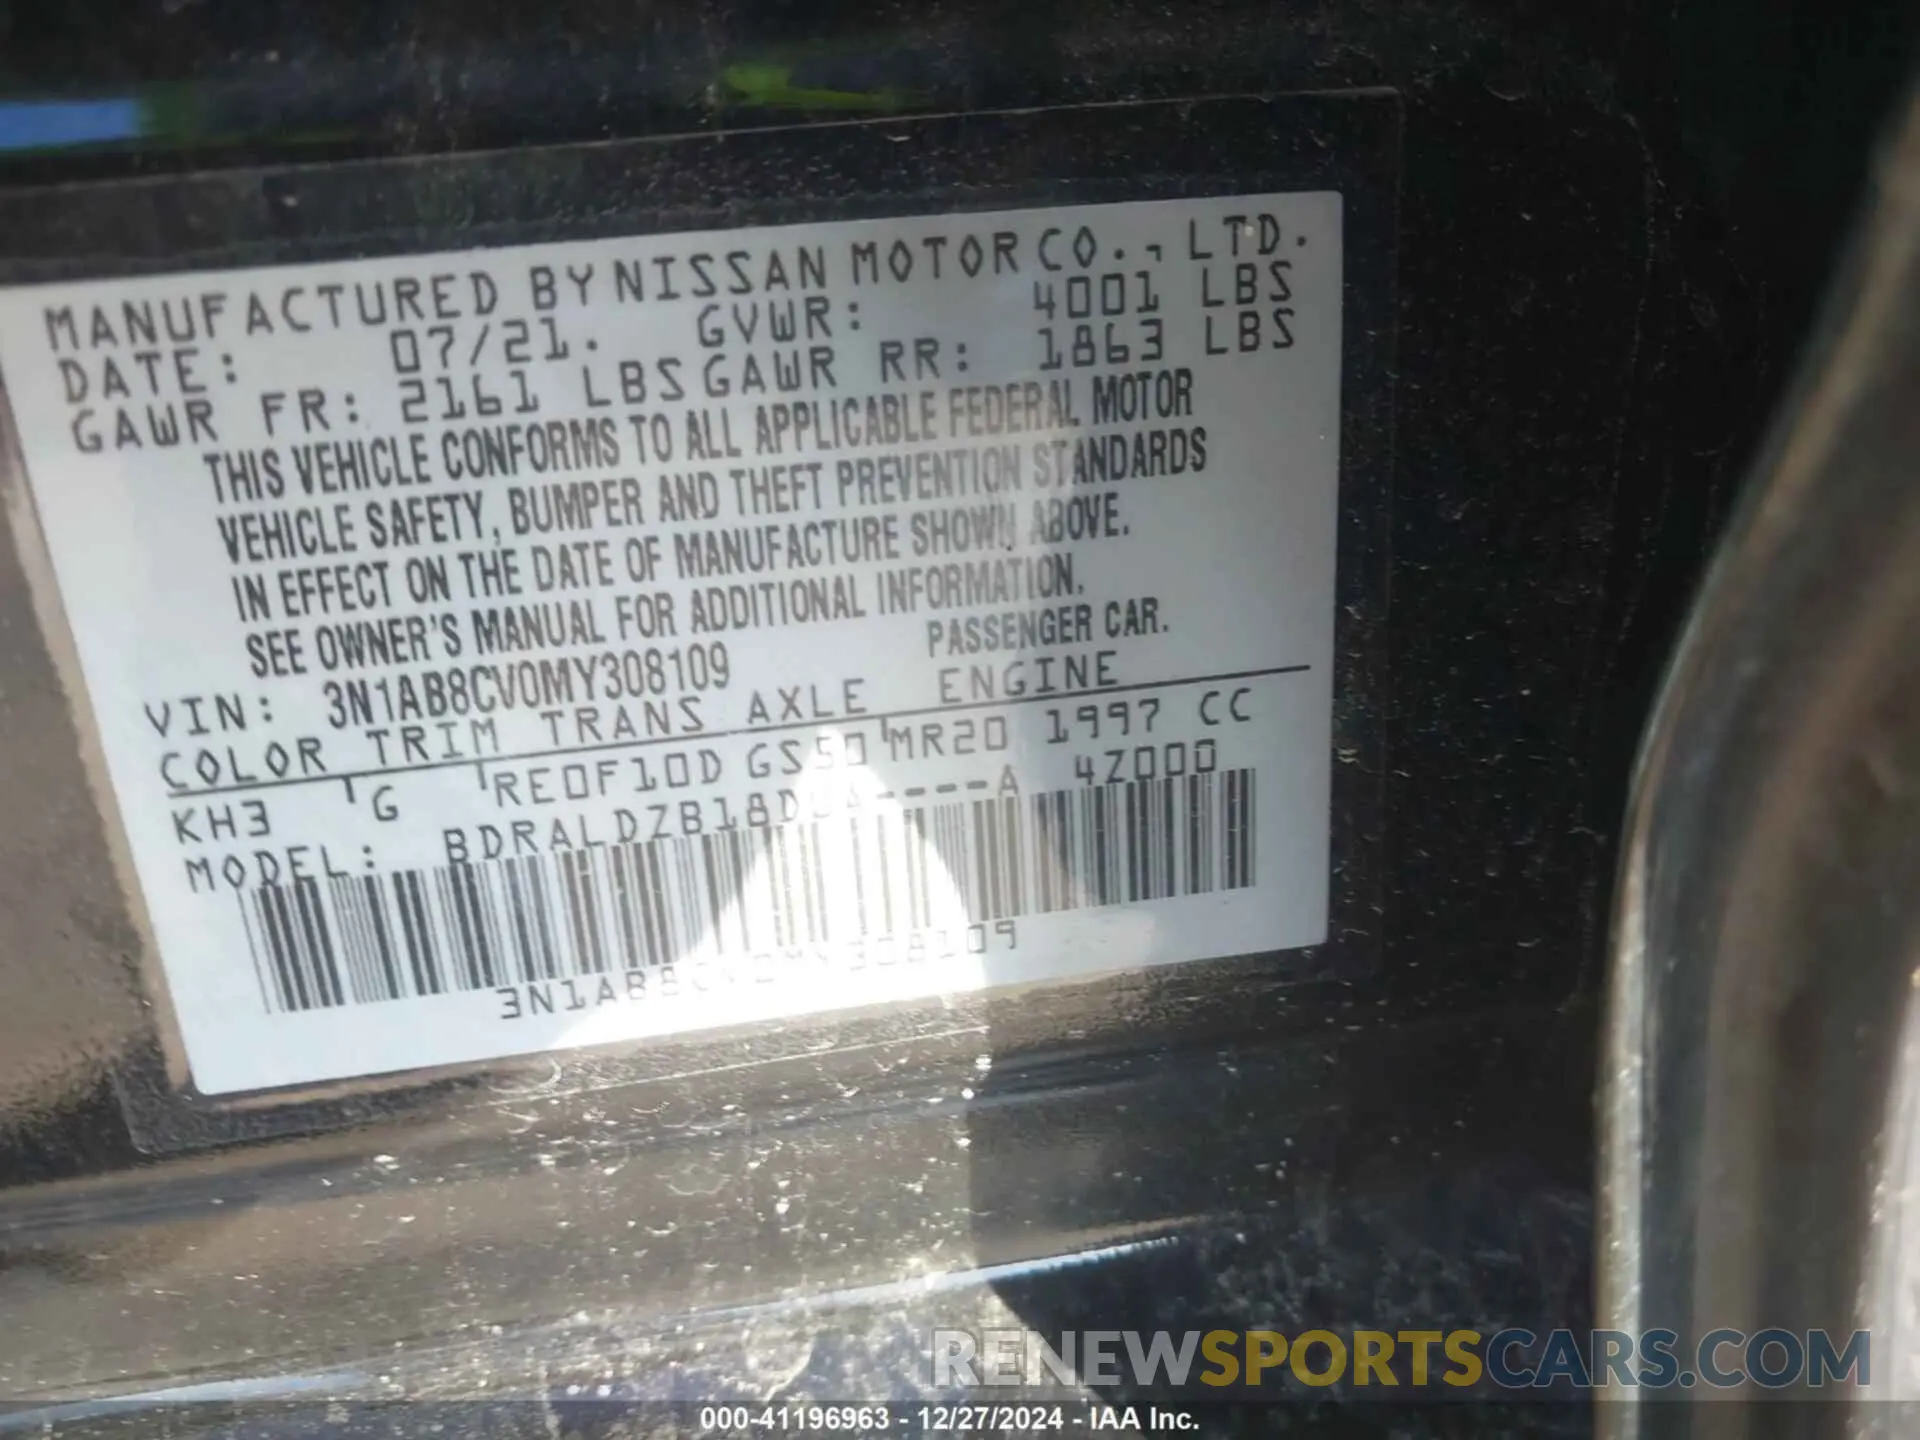 MANUFACTURED BY NISSAN MOTOR CO., LTD.
DATE: 07/21. GVWR: 4001 LBS
GAWR FR: 2161 LBS GAWR RR: 1863 LBS
THIS VEHICLE CONFORMS TO ALL APPLICABLE FEDERAL MOTOR
VEHICLE SAFETY, BUMPER AND THEFT PREVENTION STANDARDS
IN EFFECT ON THE DATE OF MANUFACTURE SHOWN ABOVE.
SEE OWNER'S MANUAL FOR ADDITIONAL INFORMATION.
VIN: 3N1AB8CV0MY308109 PASSENGER CAR.
COLOR TRIM TRANS AXLE ENGINE
KH3 G RE0F10D GS50 MR20 1997 CC
MODEL: 4Z000
RENEWSPORTSCARS.COM
000-41196963 - 12/27/2024 - IAA Inc.